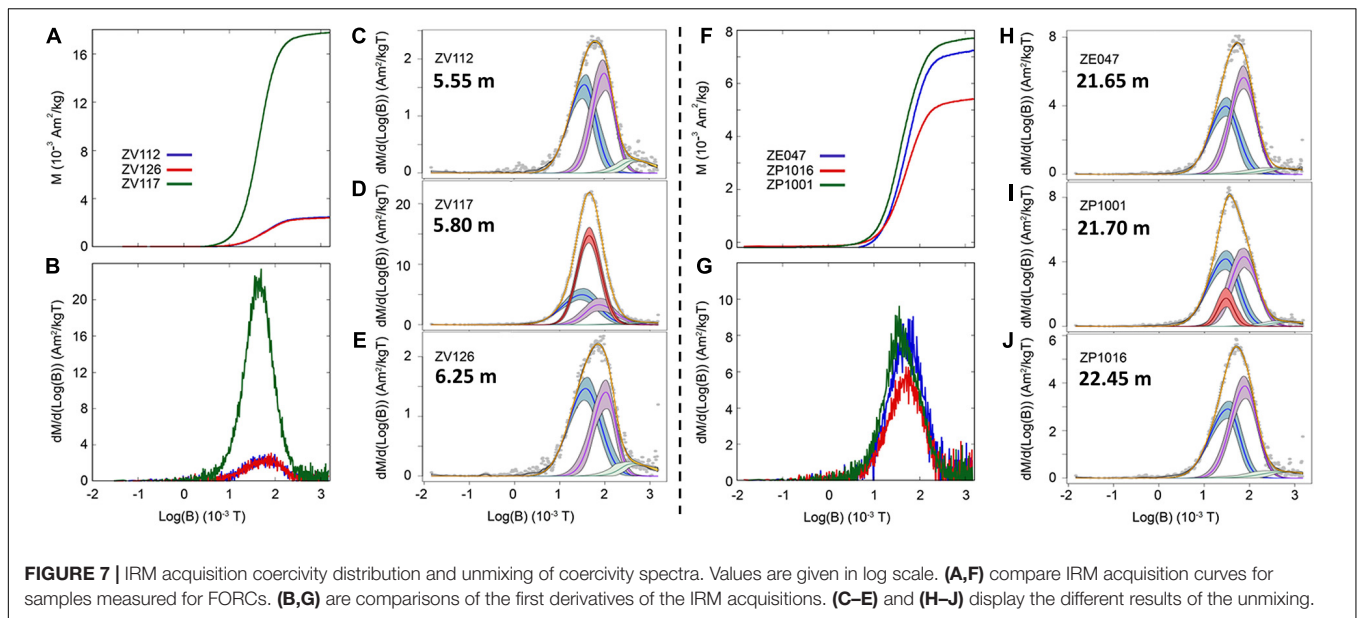 A
M (10⁻³ Am²/kg)
16
12
8
4
0
ZV112
ZV126
ZV117
B
dM/d(Log(B)) (Am²/kgT)
20
16
12
8
4
0
-2 -1 0 1 2 3
Log(B) (10⁻³ T)
C
dM/d(Log(B)) (Am²/kgT)
ZV112
5.55 m
2
1
0
D
dM/d(Log(B)) (Am²/kgT)
ZV117
5.80 m
20
10
5
0
E
dM/d(Log(B)) (Am²/kgT)
ZV126
6.25 m
2
1
0
-2 -1 0 1 2 3
Log(B) (10⁻³ T)
F
M (10⁻³ Am²/kg)
8
6
4
2
0
ZE047
ZP1016
ZP1001
G
dM/d(Log(B)) (Am²/kgT)
10
8
6
4
2
0
-2 -1 0 1 2 3
Log(B) (10⁻³ T)
H
dM/d(Log(B)) (Am²/kgT)
ZE047
21.65 m
8
4
0
I
dM/d(Log(B)) (Am²/kgT)
ZP1001
21.70 m
8
4
0
J
dM/d(Log(B)) (Am²/kgT)
ZP1016
22.45 m
6
4
2
0
-2 -1 0 1 2 3
Log(B) (10⁻³ T)
FIGURE 7 | IRM acquisition coercivity distribution and unmixing of coercivity spectra. Values are given in log scale. (A,F) compare IRM acquisition curves for
samples measured for FORCs. (B,G) are comparisons of the first derivatives of the IRM acquisitions. (C–E) and (H–J) display the different results of the unmixing.